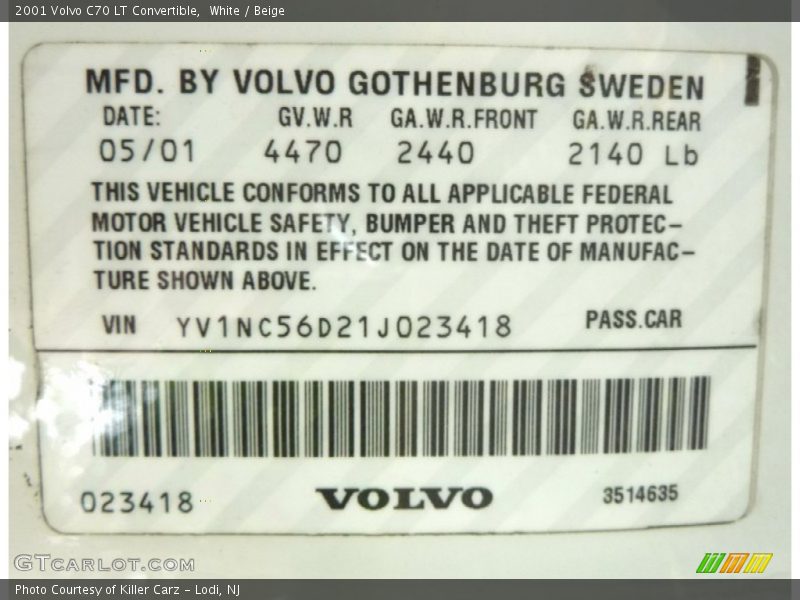 2001 Volvo C70 LT Convertible,  White / Beige
MFD. BY VOLVO GOTHENBURG SWEDEN
DATE: GV.W.R GA.W.R.FRONT GA.W.R.REAR
05/01 4470 2440 2140 Lb
THIS VEHICLE CONFORMS TO ALL APPLICABLE FEDERAL
MOTOR VEHICLE SAFETY, BUMPER AND THEFT PROTEC-
TION STANDARDS IN EFFECT ON THE DATE OF MANUFAC-
TURE SHOWN ABOVE.
VIN YV1NC56D21J023418 PASS.CAR
023418 VOLVO 3514635
GTCARLOT.COM
Photo Courtesy of Killer Carz - Lodi, NJ